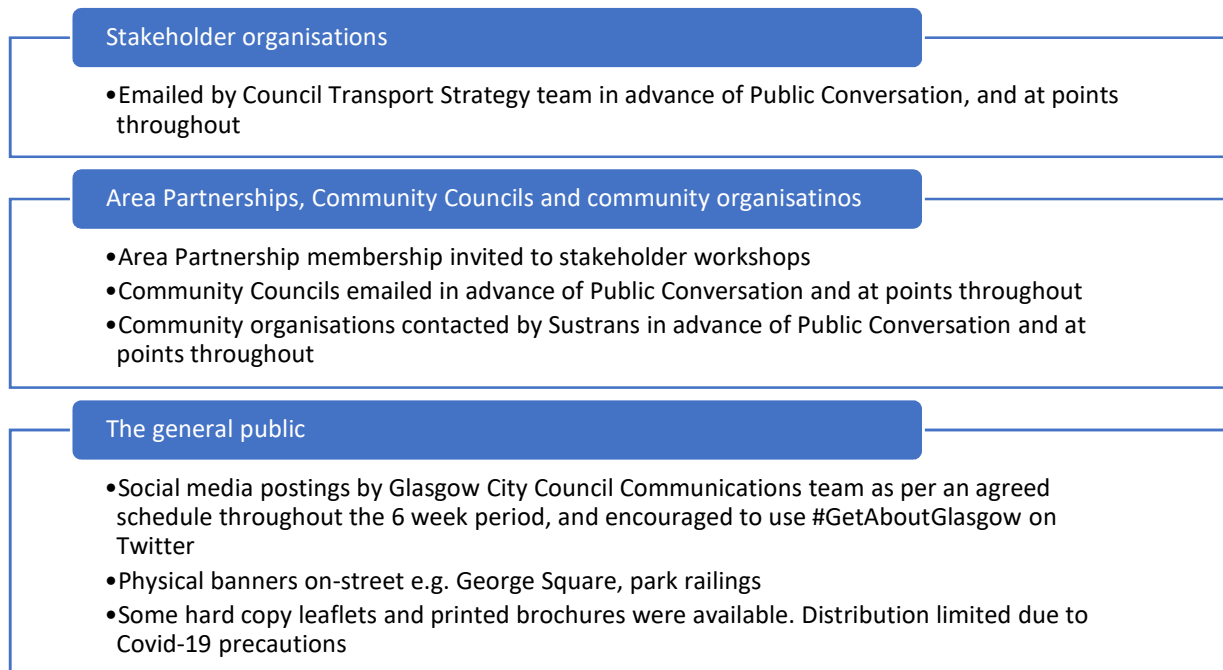 Stakeholder organisations
•Emailed by Council Transport Strategy team in advance of Public Conversation, and at points
throughout
Area Partnerships, Community Councils and community organisatinos
•Area Partnership membership invited to stakeholder workshops
•Community Councils emailed in advance of Public Conversation and at points throughout
•Community organisations contacted by Sustrans in advance of Public Conversation and at
points throughout
The general public
•Social media postings by Glasgow City Council Communications team as per an agreed
schedule throughout the 6 week period, and encouraged to use #GetAboutGlasgow on
Twitter
•Physical banners on-street e.g. George Square, park railings
•Some hard copy leaflets and printed brochures were available. Distribution limited due to
Covid-19 precautions